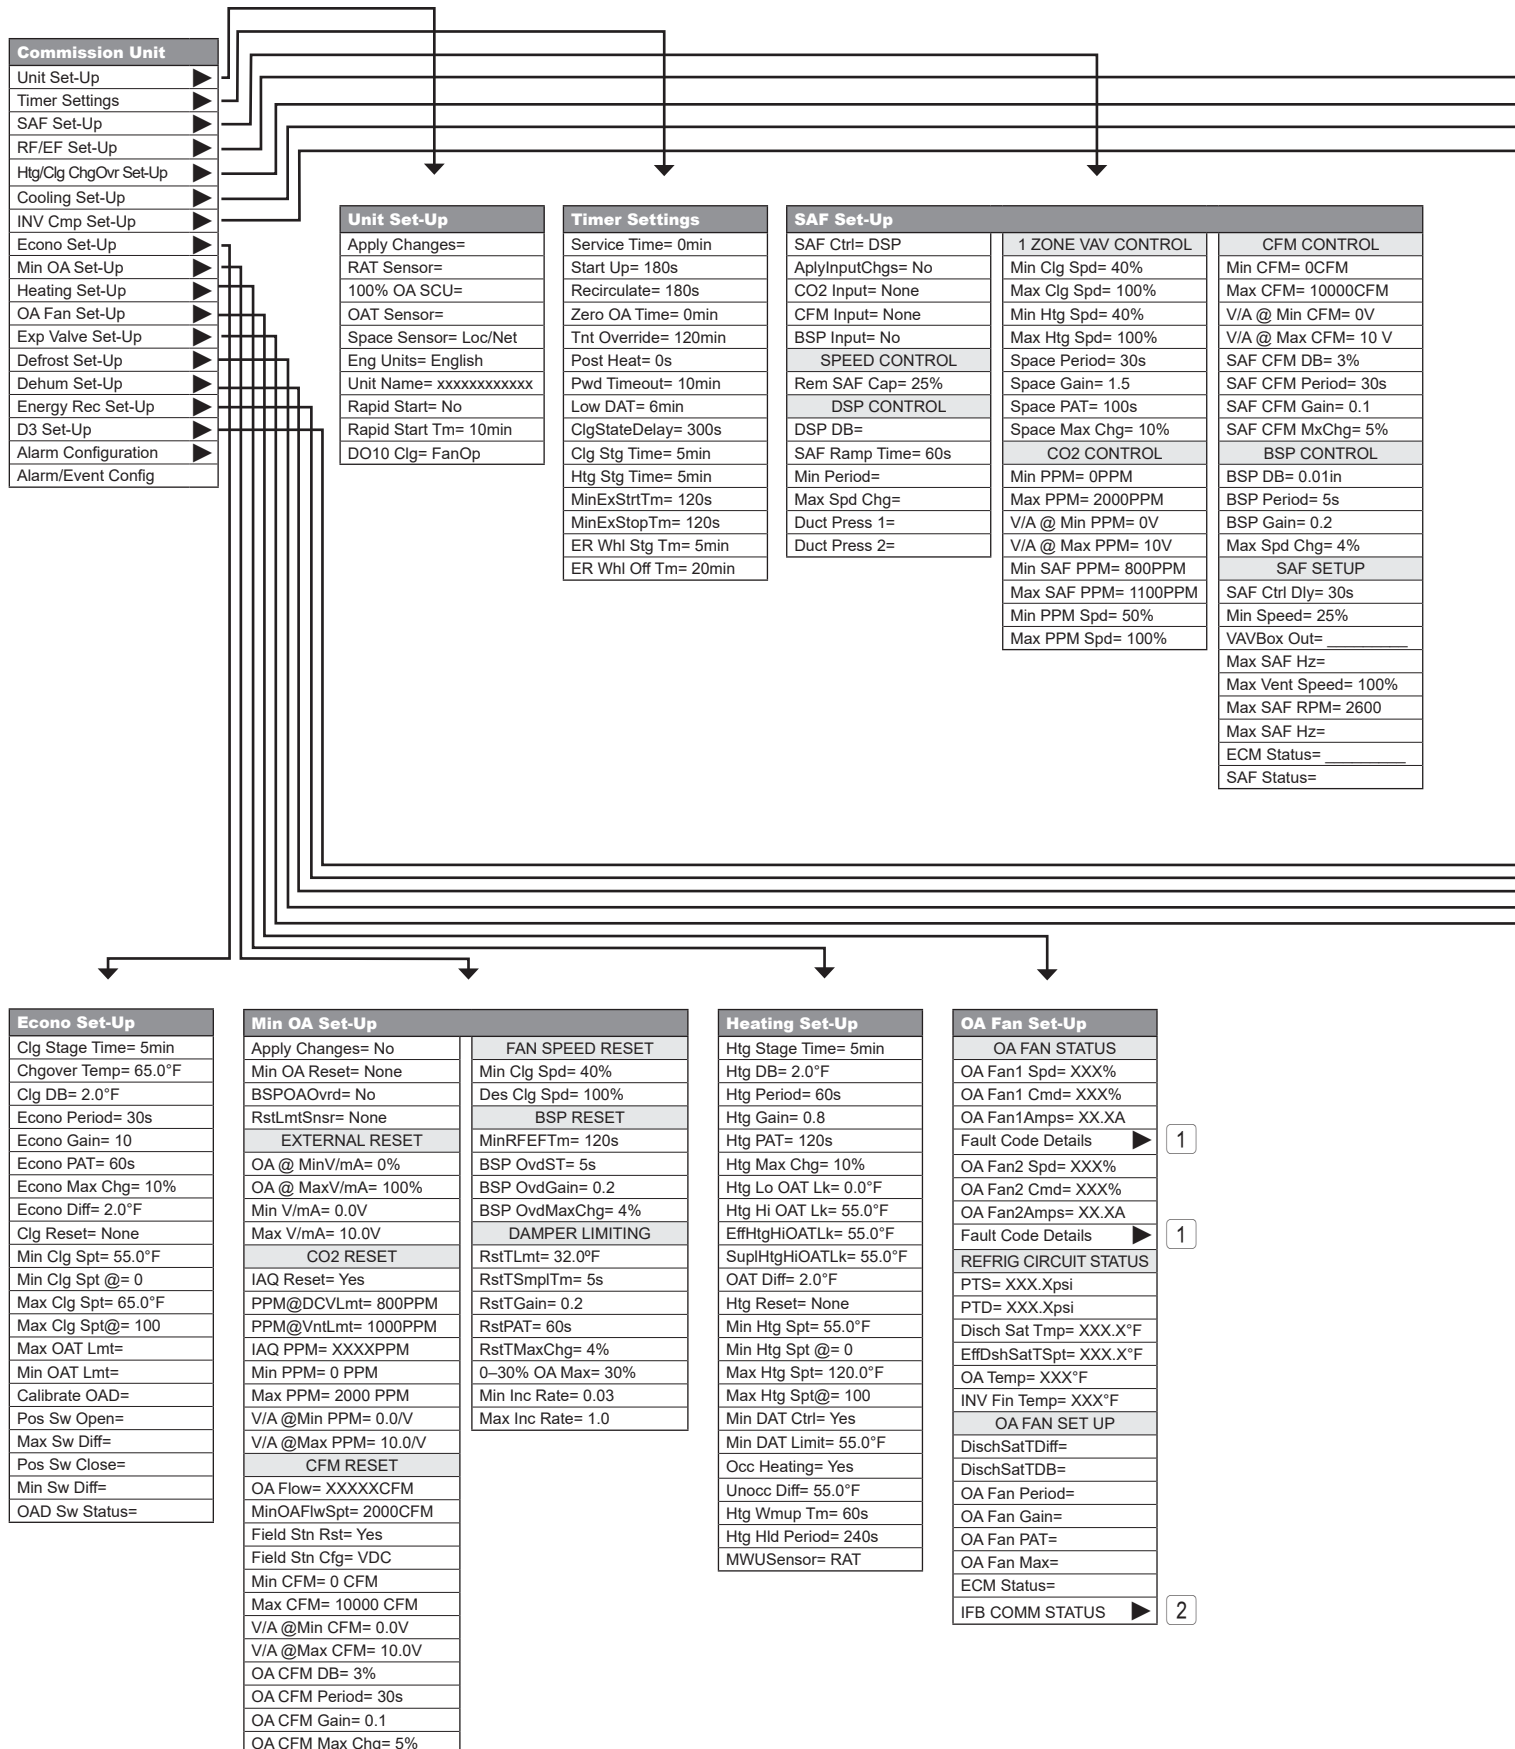 Commission Unit
Unit Set-Up
Timer Settings
SAF Set-Up
RF/EF Set-Up
Htg/Clg ChgOvr Set-Up
Cooling Set-Up
INV Cmp Set-Up
Econo Set-Up
Min OA Set-Up
Heating Set-Up
OA Fan Set-Up
Exp Valve Set-Up
Defrost Set-Up
Dehum Set-Up
Energy Rec Set-Up
D3 Set-Up
Alarm Configuration
Alarm/Event Config
Unit Set-Up
Apply Changes=
RAT Sensor=
100% OA SCU=
OAT Sensor=
Space Sensor= Loc/Net
Eng Units= English
Unit Name= xxxxxxxxxxxx
Rapid Start= No
Rapid Start Tm= 10min
DO10 Clg= FanOp
Timer Settings
Service Time= 0min
Start Up= 180s
Recirculate= 180s
Zero OA Time= 0min
Tnt Override= 120min
Post Heat= 0s
Pwd Timeout= 10min
Low DAT= 6min
ClgStateDelay= 300s
Clg Stg Time= 5min
Htg Stg Time= 5min
MinExStrtTm= 120s
MinExStopTm= 120s
ER Whl Stg Tm= 5min
ER Whl Off Tm= 20min
SAF Set-Up
SAF Ctrl= DSP
AplyInputChgs= No
CO2 Input= None
CFM Input= None
BSP Input= No
SPEED CONTROL
Rem SAF Cap= 25%
DSP CONTROL
DSP DB=
SAF Ramp Time= 60s
Min Period=
Max Spd Chg=
Duct Press 1=
Duct Press 2=
1 ZONE VAV CONTROL
Min Clg Spd= 40%
Max Clg Spd= 100%
Min Htg Spd= 40%
Max Htg Spd= 100%
Space Period= 30s
Space Gain= 1.5
Space PAT= 100s
Space Max Chg= 10%
CO2 CONTROL
Min PPM= 0PPM
Max PPM= 2000PPM
V/A @ Min PPM= 0V
V/A @ Max PPM= 10V
Min SAF PPM= 800PPM
Max SAF PPM= 1100PPM
Min PPM Spd= 50%
Max PPM Spd= 100%
CFM CONTROL
Min CFM= 0CFM
Max CFM= 10000CFM
V/A @ Min CFM= 0V
V/A @ Max CFM= 10 V
SAF CFM DB= 3%
SAF CFM Period= 30s
SAF CFM Gain= 0.1
SAF CFM MxChg= 5%
BSP CONTROL
BSP DB= 0.01in
BSP Period= 5s
BSP Gain= 0.2
Max Spd Chg= 4%
SAF SETUP
SAF Ctrl Dly= 30s
Min Speed= 25%
VAVBox Out= __________
Max SAF Hz=
Max Vent Speed= 100%
Max SAF RPM= 2600
Max SAF Hz=
ECM Status= __________
SAF Status=
Econo Set-Up
Clg Stage Time= 5min
Chgover Temp= 65.0°F
Clg DB= 2.0°F
Econo Period= 30s
Econo Gain= 10
Econo PAT= 60s
Econo Max Chg= 10%
Econo Diff= 2.0°F
Clg Reset= None
Min Clg Spt= 55.0°F
Min Clg Spt @= 0
Max Clg Spt= 65.0°F
Max Clg Spt@= 100
Max OAT Lmt=
Min OAT Lmt=
Calibrate OAD=
Pos Sw Open=
Max Sw Diff=
Pos Sw Close=
Min Sw Diff=
OAD Sw Status=
Min OA Set-Up
Apply Changes= No
Min OA Reset= None
BSPOAOvrd= No
RstLmtSnsr= None
EXTERNAL RESET
OA @ MinV/mA= 0%
OA @ MaxV/mA= 100%
Min V/mA= 0.0V
Max V/mA= 10.0V
CO2 RESET
IAQ Reset= Yes
PPM@DCVLmt= 800PPM
PPM@VntLmt= 1000PPM
IAQ PPM= XXXXPPM
Min PPM= 0 PPM
Max PPM= 2000 PPM
V/A @Min PPM= 0.0/V
V/A @Max PPM= 10.0/V
CFM RESET
OA Flow= XXXXXCFM
MinOAFlwSpt= 2000CFM
Field Stn Rst= Yes
Field Stn Cfg= VDC
Min CFM= 0 CFM
Max CFM= 10000 CFM
V/A @Min CFM= 0.0V
V/A @Max CFM= 10.0V
OA CFM DB= 3%
OA CFM Period= 30s
OA CFM Gain= 0.1
OA CFM Max Chg= 5%
FAN SPEED RESET
Min Clg Spd= 40%
Des Clg Spd= 100%
BSP RESET
MinRFEFTm= 120s
BSP OvdST= 5s
BSP OvdGain= 0.2
BSP OvdMaxChg= 4%
DAMPER LIMITING
RstTLmt= 32.0ºF
RstTSmplTm= 5s
RstTGain= 0.2
RstPAT= 60s
RstTMaxChg= 4%
0–30% OA Max= 30%
Min Inc Rate= 0.03
Max Inc Rate= 1.0
Heating Set-Up
Htg Stage Time= 5min
Htg DB= 2.0°F
Htg Period= 60s
Htg Gain= 0.8
Htg PAT= 120s
Htg Max Chg= 10%
Htg Lo OAT Lk= 0.0°F
Htg Hi OAT Lk= 55.0°F
EffHtgHiOATLk= 55.0°F
SuplHtgHiOATLk= 55.0°F
OAT Diff= 2.0°F
Htg Reset= None
Min Htg Spt= 55.0°F
Min Htg Spt @= 0
Max Htg Spt= 120.0°F
Max Htg Spt@= 100
Min DAT Ctrl= Yes
Min DAT Limit= 55.0°F
Occ Heating= Yes
Unocc Diff= 55.0°F
Htg Wmup Tm= 60s
Htg Hld Period= 240s
MWUSensor= RAT
OA Fan Set-Up
OA FAN STATUS
OA Fan1 Spd= XXX%
OA Fan1 Cmd= XXX%
OA Fan1Amps= XX.XA
Fault Code Details 1
OA Fan2 Spd= XXX%
OA Fan2 Cmd= XXX%
OA Fan2Amps= XX.XA
Fault Code Details 1
REFRIG CIRCUIT STATUS
PTS= XXX.Xpsi
PTD= XXX.Xpsi
Disch Sat Tmp= XXX.X°F
EffDshSatTSpt= XXX.X°F
OA Temp= XXX°F
INV Fin Temp= XXX°F
OA FAN SET UP
DischSatTDiff=
DischSatTDB=
OA Fan Period=
OA Fan Gain=
OA Fan PAT=
OA Fan Max=
ECM Status=
IFB COMM STATUS 2